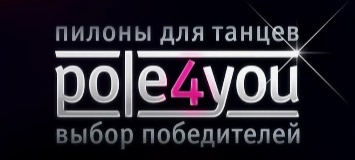 пилоны для танцев
pole4you
выбор победителей